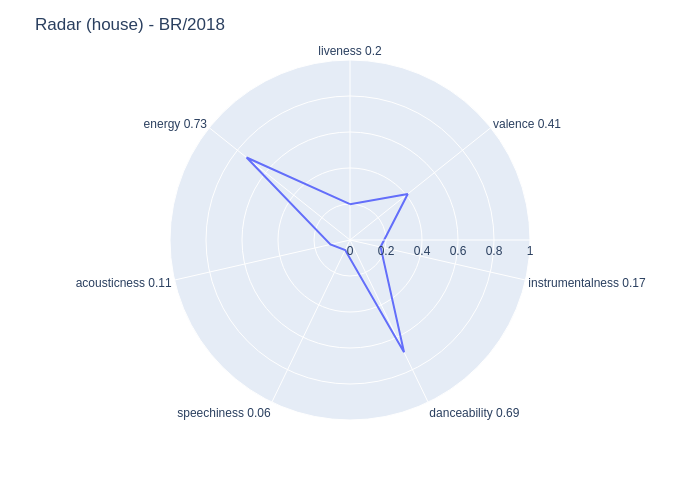 Radar (house) - BR/2018
liveness 0.2
energy 0.73
valence 0.41
0 0.2 0.4 0.6 0.8 1
acousticness 0.11
instrumentalness 0.17
speechiness 0.06
danceability 0.69